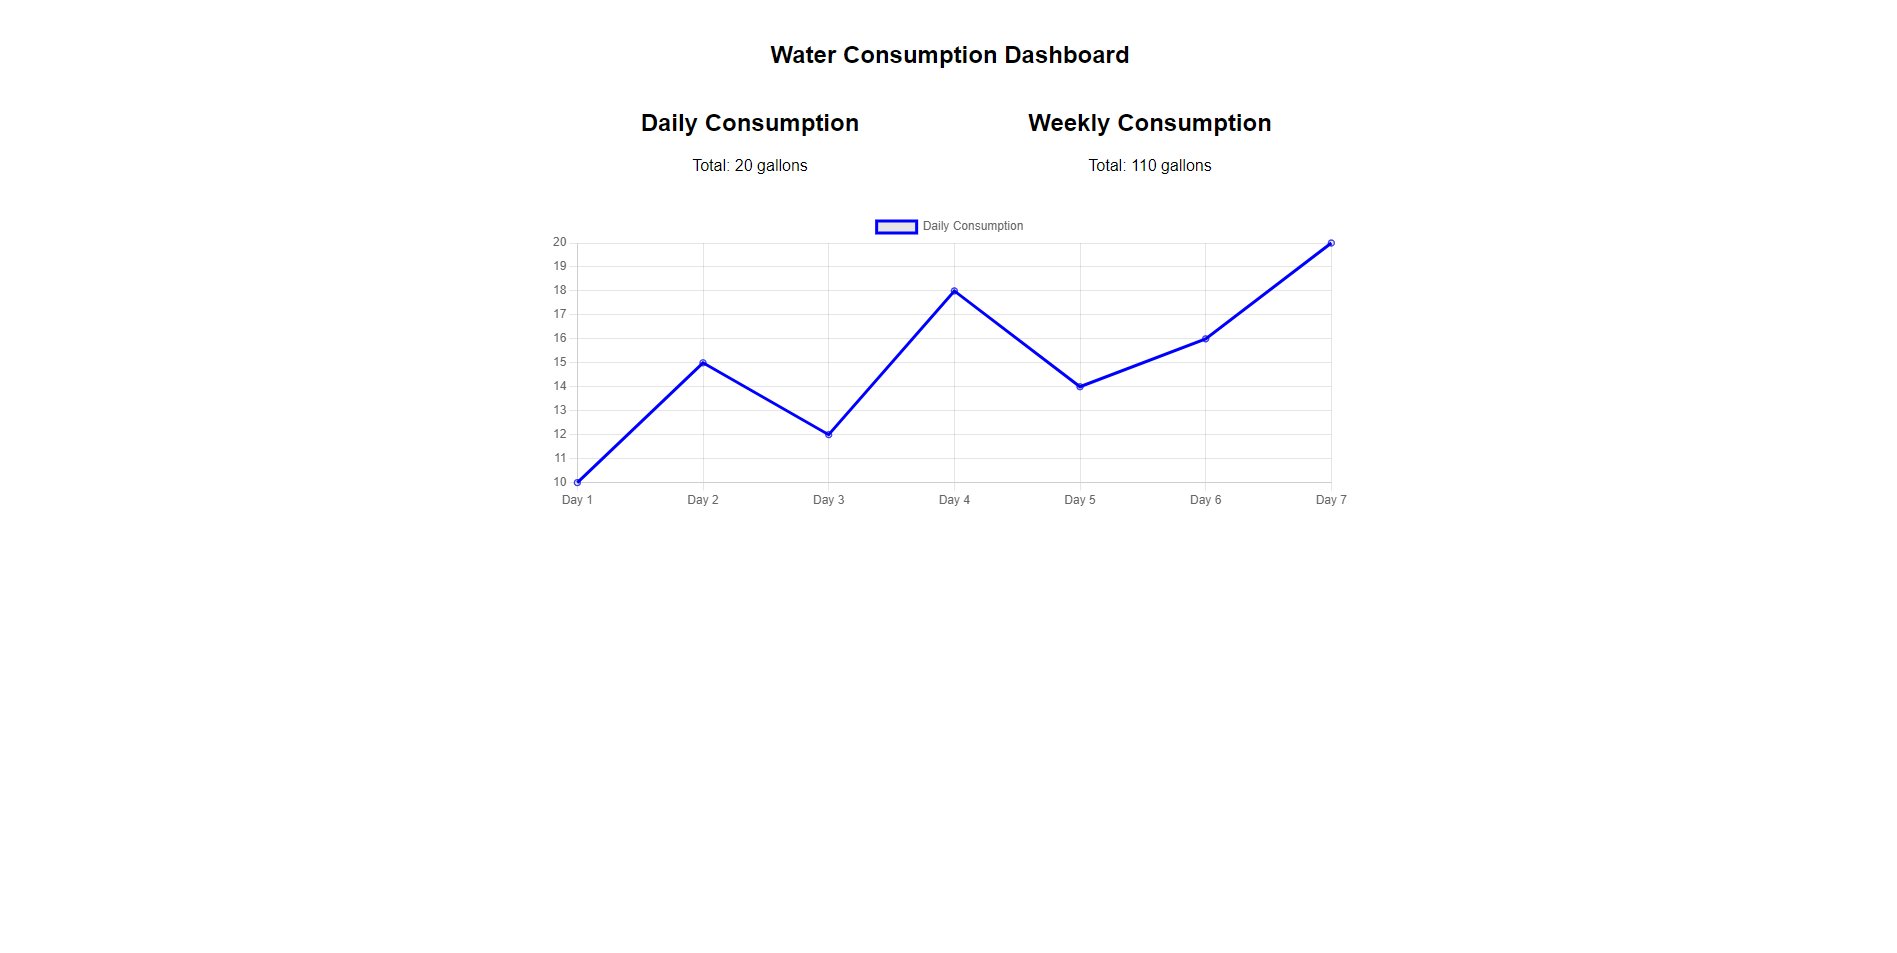 Water Consumption Dashboard
Daily Consumption
Total: 20 gallons
Weekly Consumption
Total: 110 gallons
Daily Consumption
20
19
18
17
16
15
14
13
12
11
10
Day 1 Day 2 Day 3 Day 4 Day 5 Day 6 Day 7